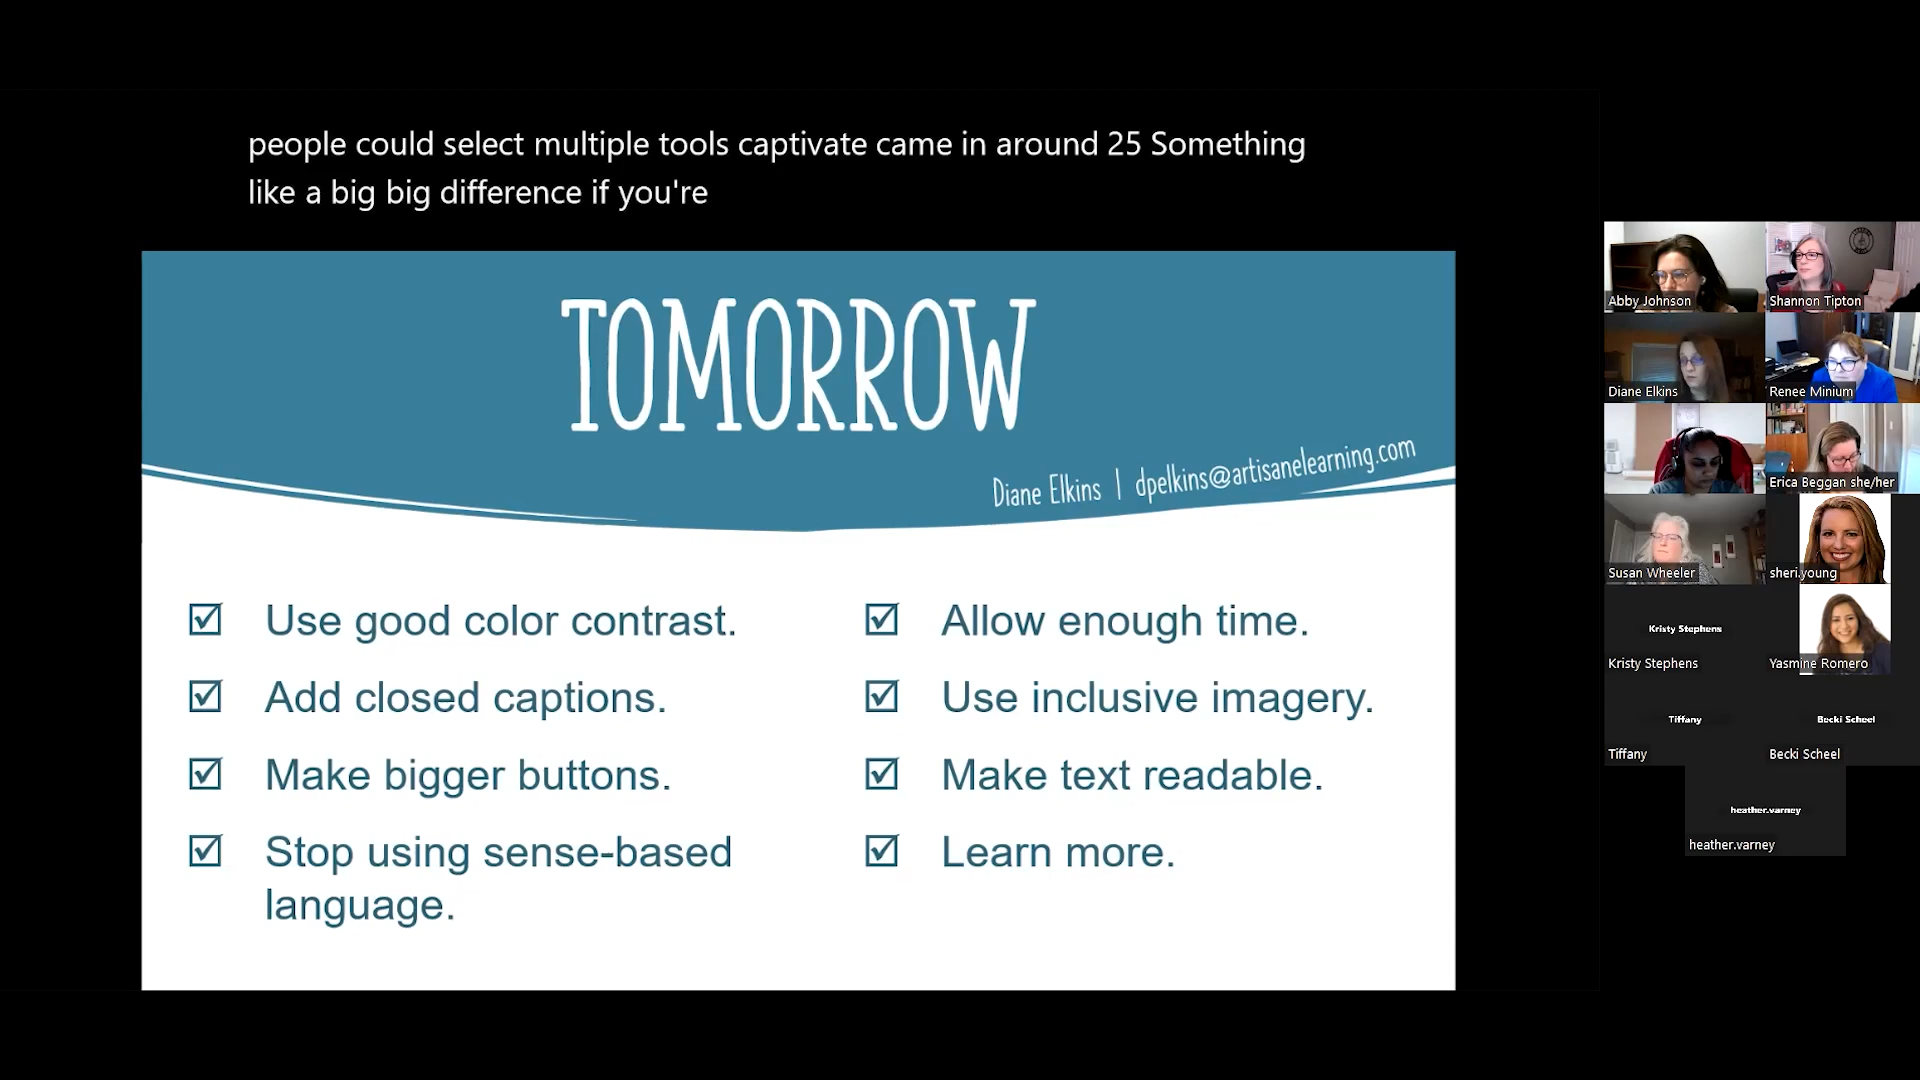 people could select multiple tools captivate came in around 25 Something
like a big big difference if you're
TOMORROW
Diane Elkins | dpelkins@artisanelearning.com
Use good color contrast.
Add closed captions.
Make bigger buttons.
Stop using sense-based
language.
Allow enough time.
Use inclusive imagery.
Make text readable.
Learn more.
Abby Johnson
Shannon Tipton
Diane Elkins
Renee Minium
Erica Beggan she/her
Susan Wheeler
sheri.young
Kristy Stephens
Kristy Stephens
Yasmine Romero
Tiffany
Tiffany
Becki Scheel
Becki Scheel
heather.varney
heather.varney